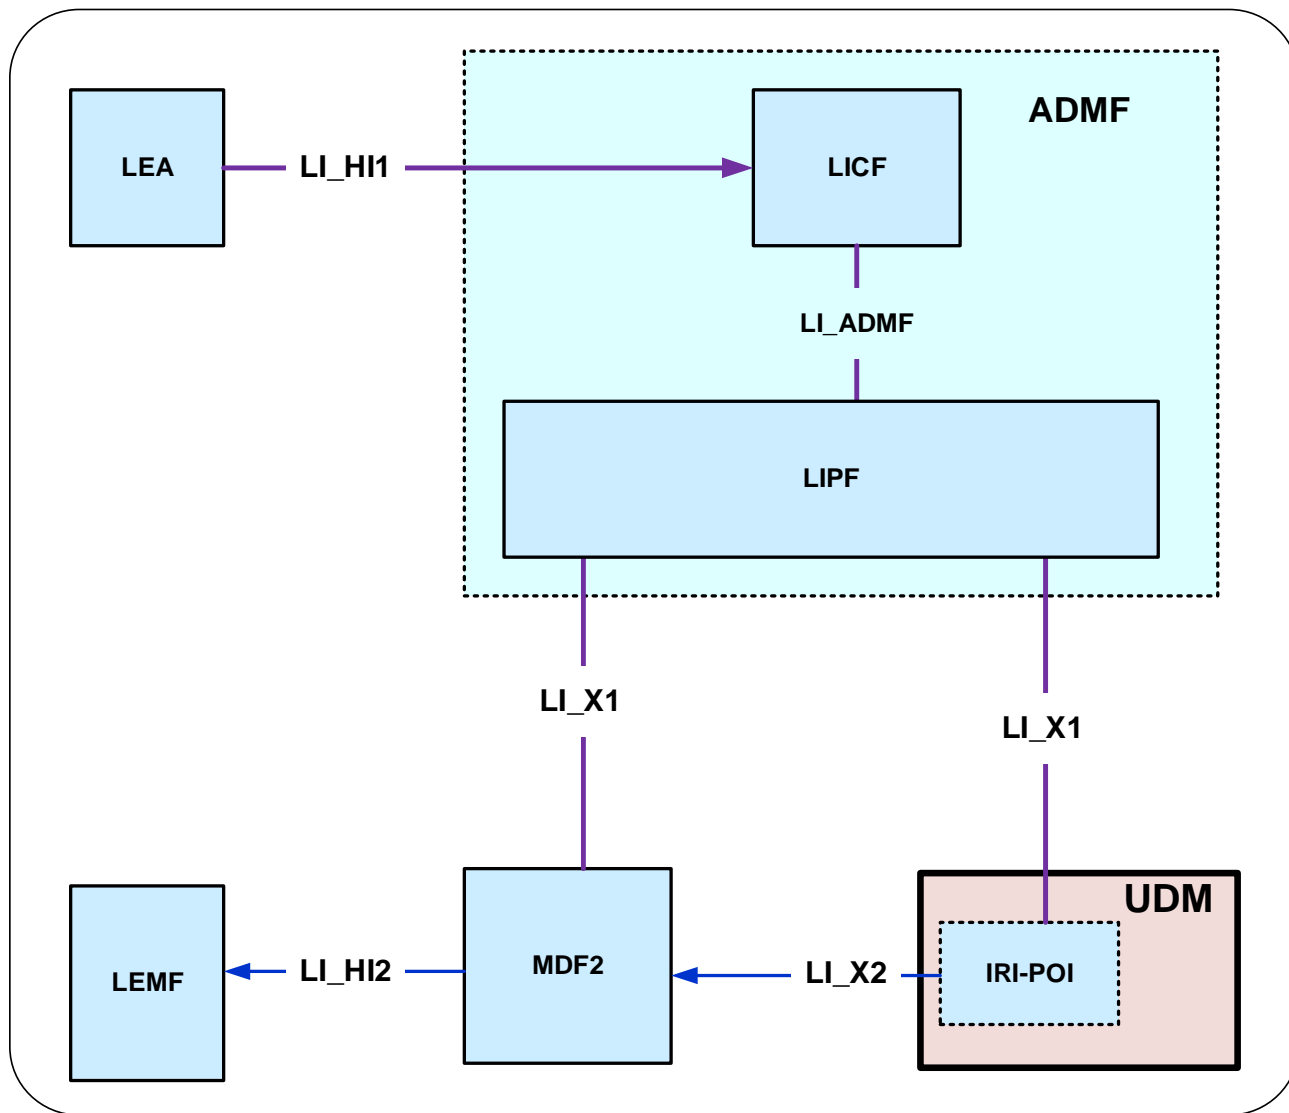 ADMF
LEA
LI_HI1
LICF
LI_ADMF
LIPF
LI_X1
LI_X1
UDM
LEMF
LI_HI2
MDF2
LI_X2
IRI-POI